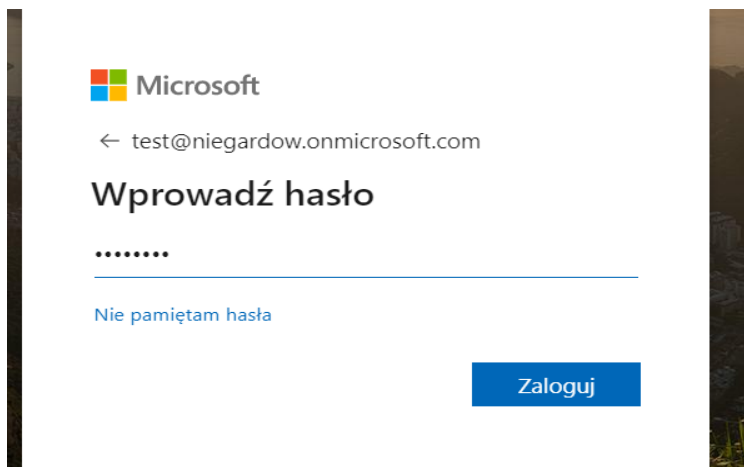 Microsoft
← test@niegardow.onmicrosoft.com
Wprowadź hasło
••••••••
Nie pamiętam hasła
Zaloguj